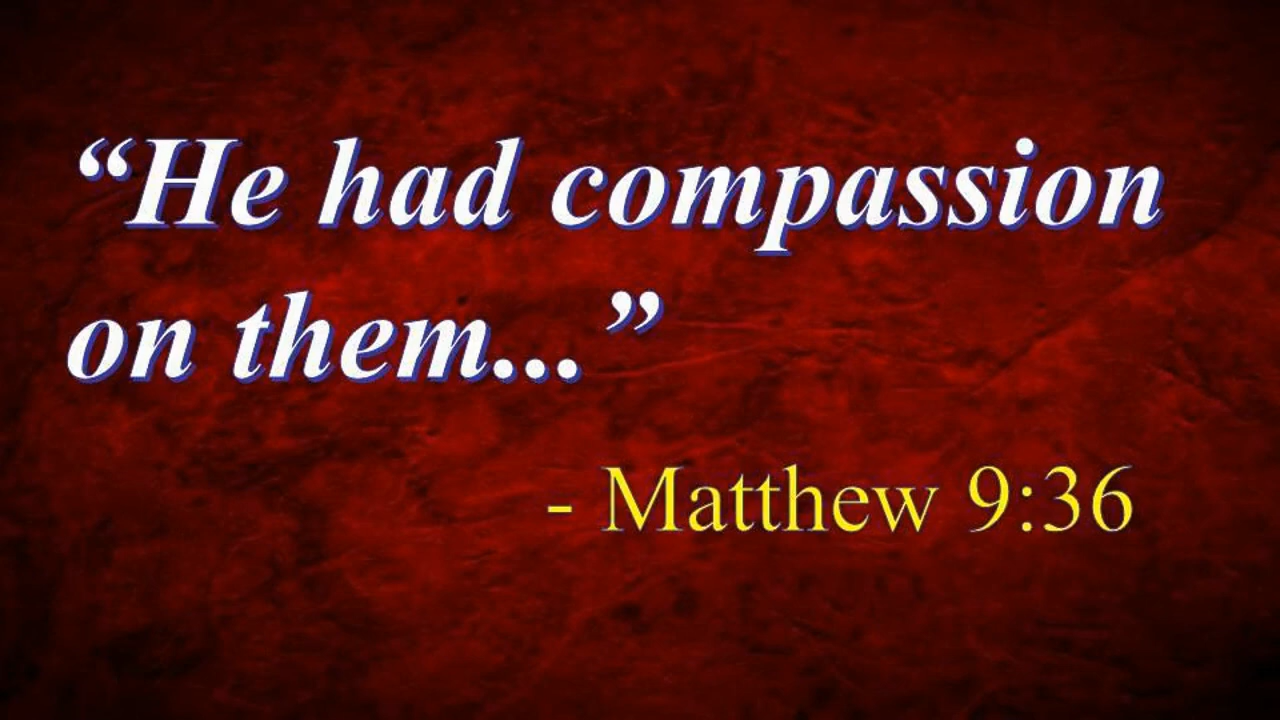 “He had compassion
on them...”
- Matthew 9:36